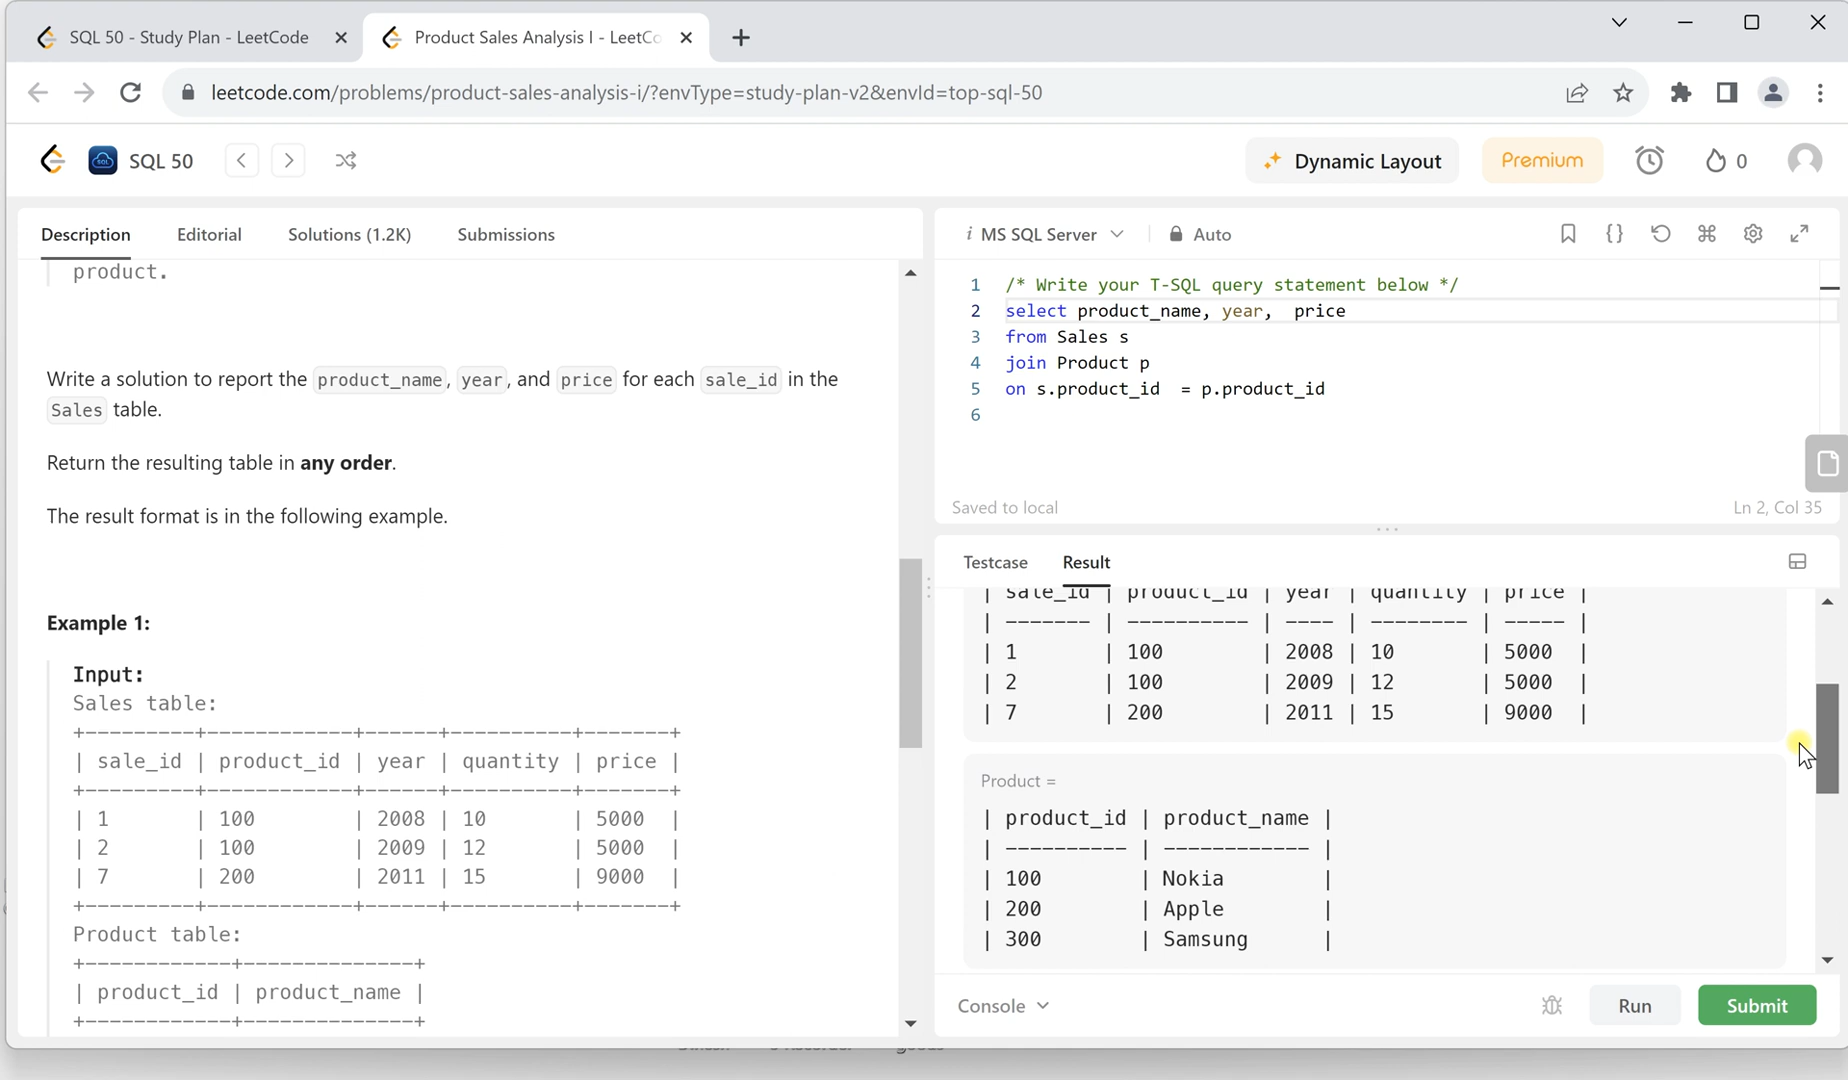 SQL 50 - Study Plan - LeetCode
Product Sales Analysis I - LeetCo
leetcode.com/problems/product-sales-analysis-i/?envType=study-plan-v2&envId=top-sql-50
SQL 50
Dynamic Layout
Premium
0
Description Editorial Solutions (1.2K) Submissions
product.
Write a solution to report the product_name, year, and price for each sale_id in the
Sales table.
Return the resulting table in any order.
The result format is in the following example.
Example 1:
Input:
Sales table:
+---------+------------+------+----------+-------+
| sale_id | product_id | year | quantity | price |
+---------+------------+------+----------+-------+
| 1 | 100 | 2008 | 10 | 5000 |
| 2 | 100 | 2009 | 12 | 5000 |
| 7 | 200 | 2011 | 15 | 9000 |
+---------+------------+------+----------+-------+
Product table:
+------------+--------------+
| product_id | product_name |
+------------+--------------+
i MS SQL Server Auto
1 /* Write your T-SQL query statement below */
2 select product_name, year,  price
3 from Sales s
4 join Product p
5 on s.product_id  = p.product_id
6
Saved to local Ln 2, Col 35
Testcase Result
| sale_id | product_id | year | quantity | price |
| ------- | ---------- | ---- | -------- | ----- |
| 1 | 100 | 2008 | 10 | 5000 |
| 2 | 100 | 2009 | 12 | 5000 |
| 7 | 200 | 2011 | 15 | 9000 |
Product =
| product_id | product_name |
| ---------- | ------------ |
| 100 | Nokia |
| 200 | Apple |
| 300 | Samsung |
Console Run Submit